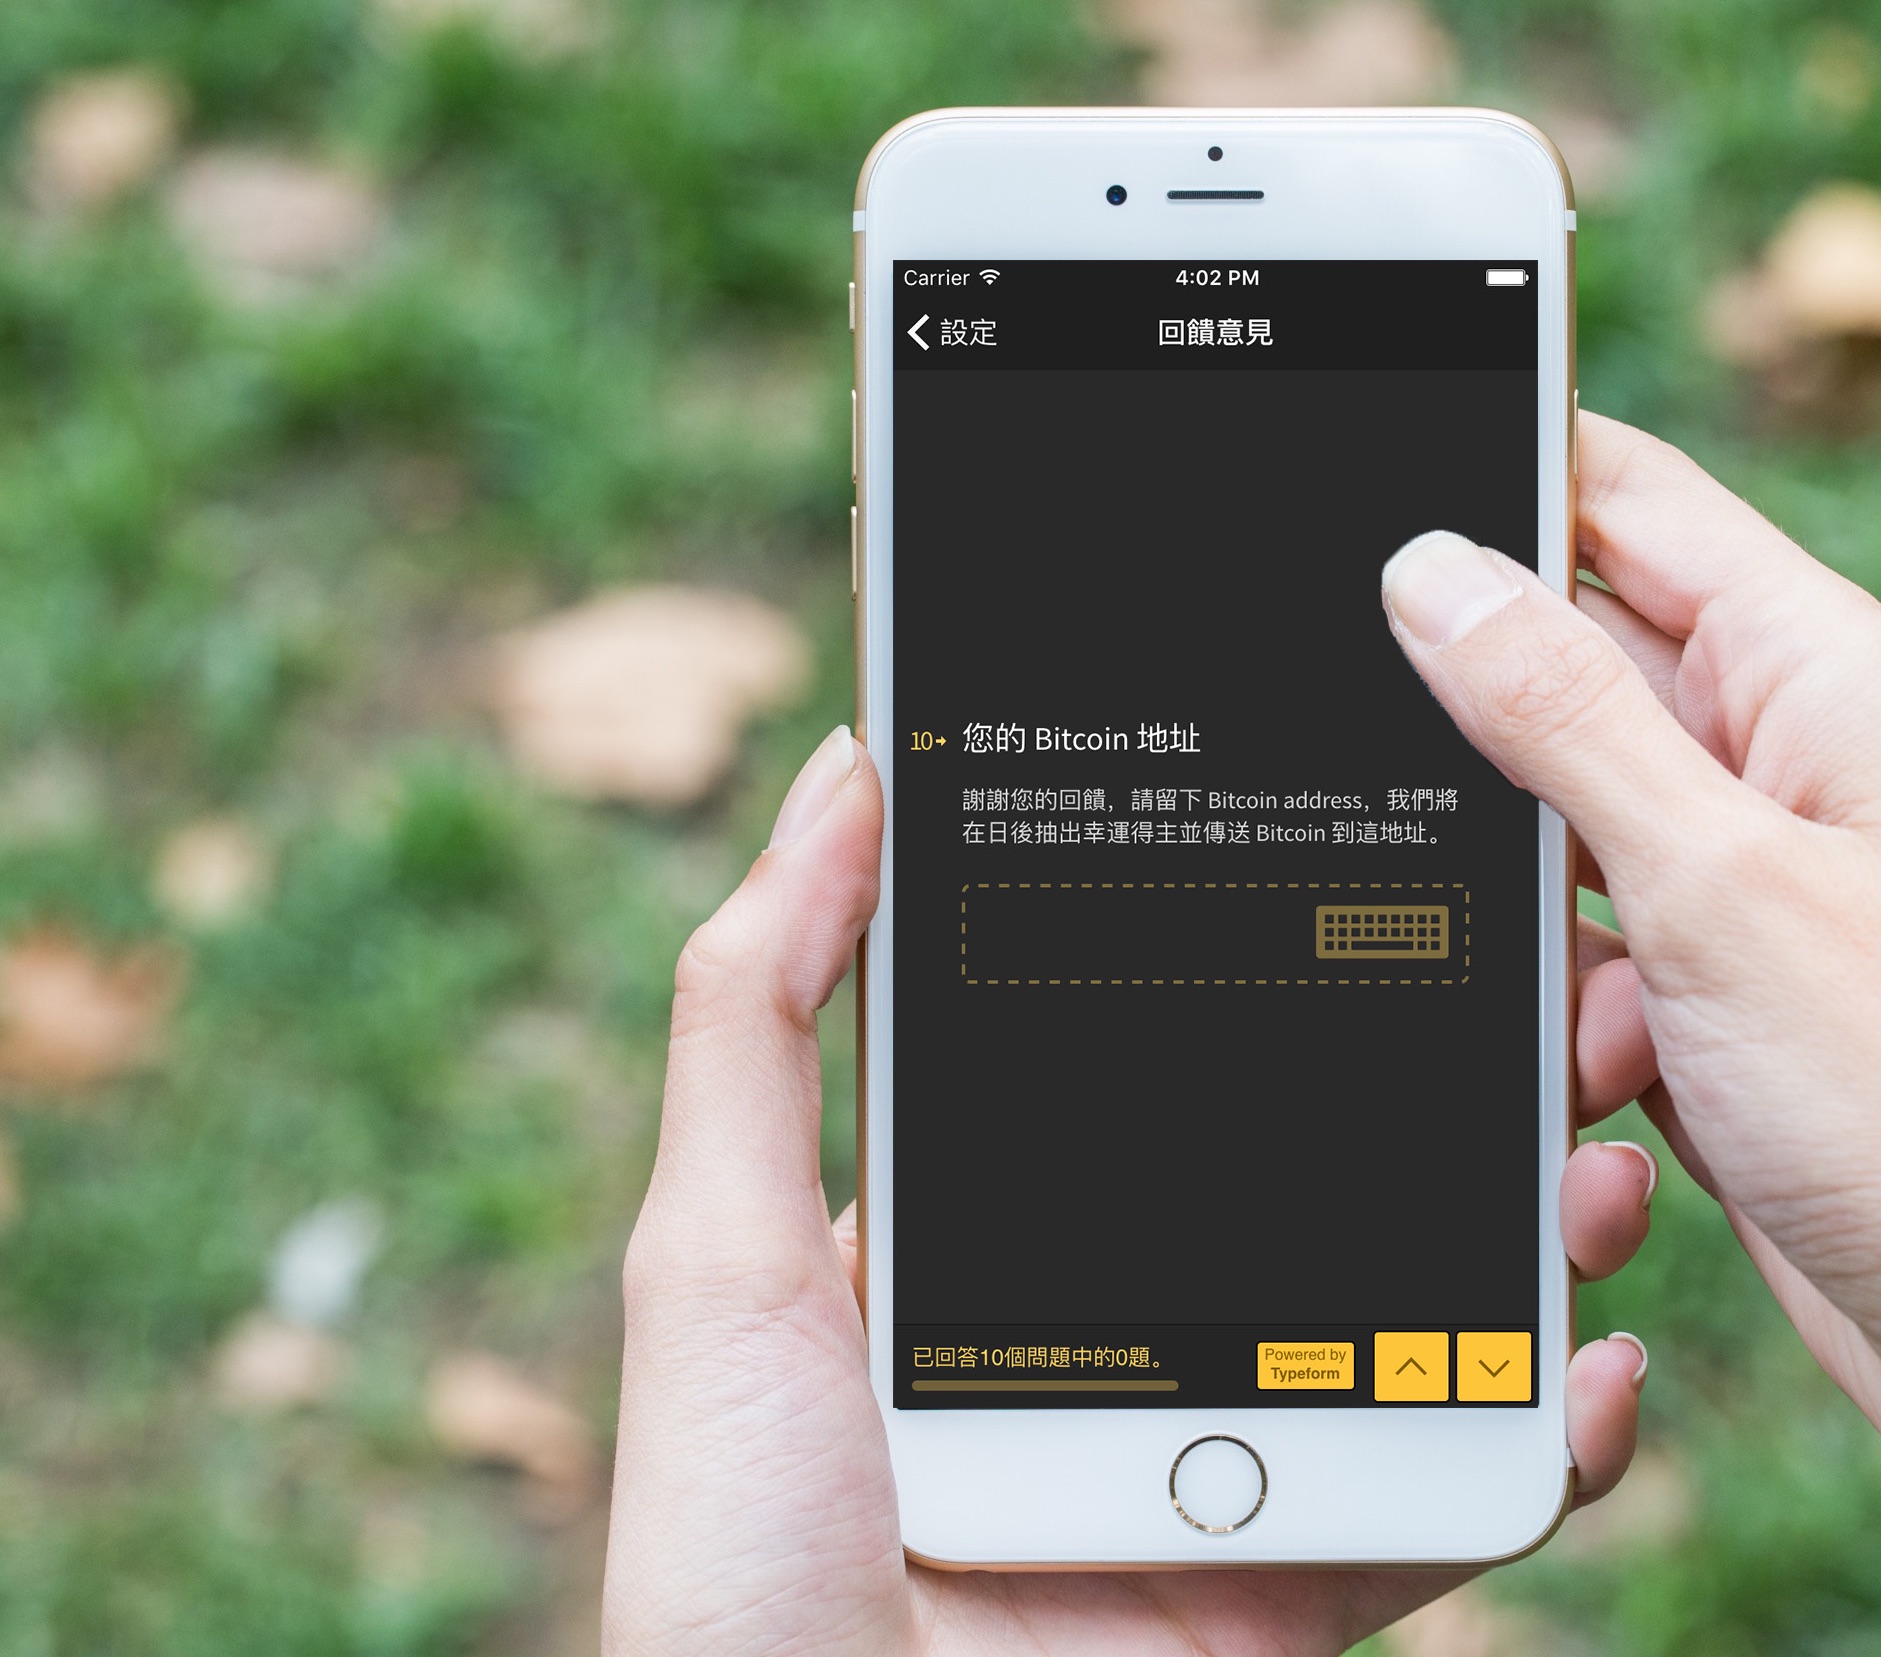 Carrier 4:02 PM
設定 回饋意見
10 您的 Bitcoin 地址
謝謝您的回饋，請留下 Bitcoin address，我們將
在日後抽出幸運得主並傳送 Bitcoin 到這地址。
已回答10個問題中的0題。
Powered by
Typeform